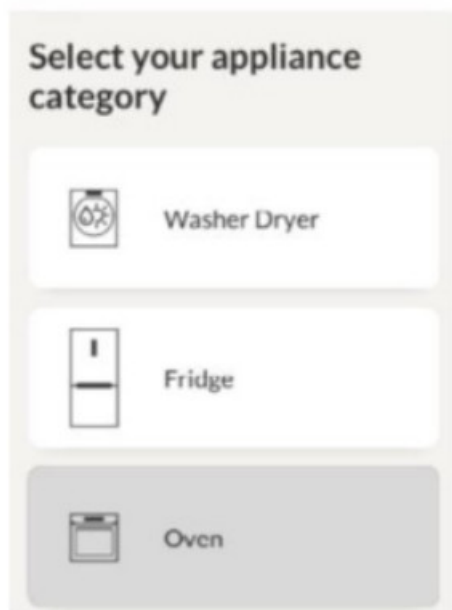 Select your appliance
category
Washer Dryer
Fridge
Oven